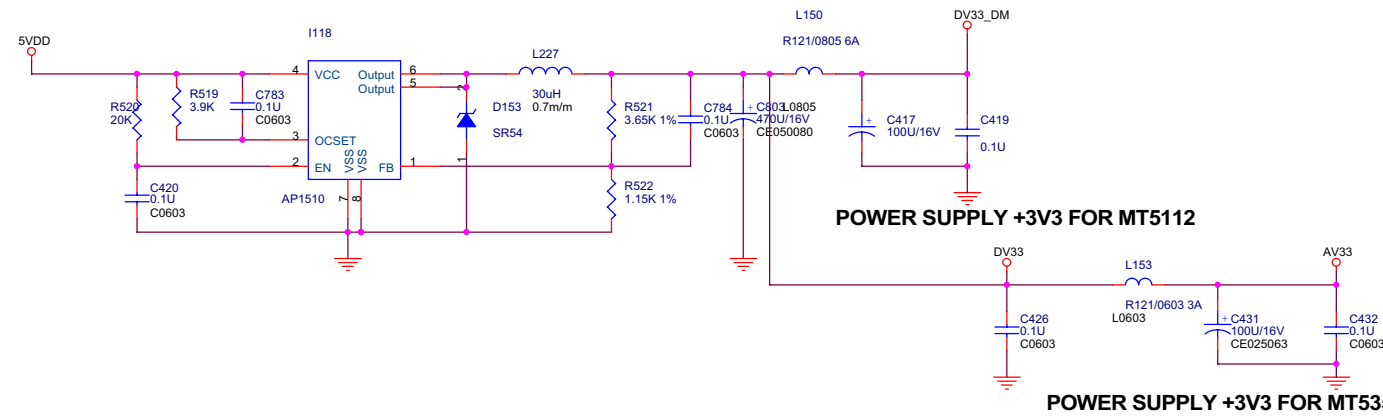 L150
DV33_DM
5VDD
I118
R121/0805 6A
L227
4
VCC
Output
6
Output
5
2
30uH
0.7m/m
R520
20K
R519
3.9K
C783
0.1U
C0603
D153
SR54
R521
3.65K 1%
C784
0.1U
C0603
+
C803
470U/16V
CE050080
L0805
+
C417
100U/16V
C419
0.1U
3
OCSET
2
EN
VSS
VSS
FB
1
1
C420
0.1U
C0603
AP1510
7
8
R522
1.15K 1%
POWER SUPPLY +3V3 FOR MT5112
DV33
L153
AV33
R121/0603 3A
L0603
C426
0.1U
C0603
+
C431
100U/16V
CE025063
C432
0.1U
C0603
POWER SUPPLY +3V3 FOR